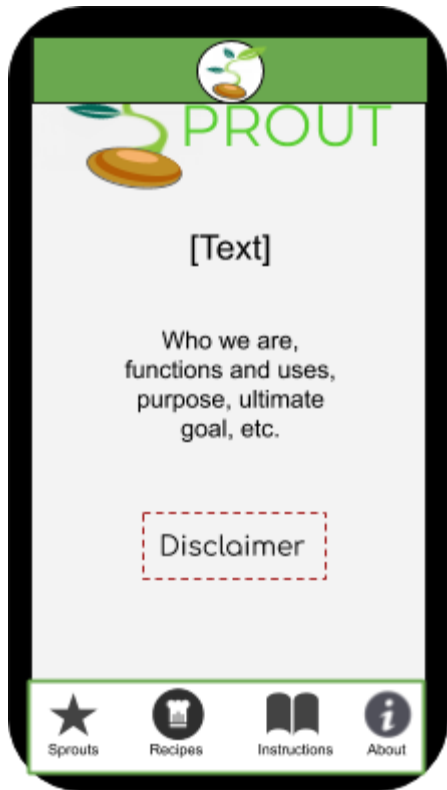 PROUT
[Text]
Who we are,
functions and uses,
purpose, ultimate
goal, etc.
Disclaimer
Sprouts
Recipes
Instructions
About